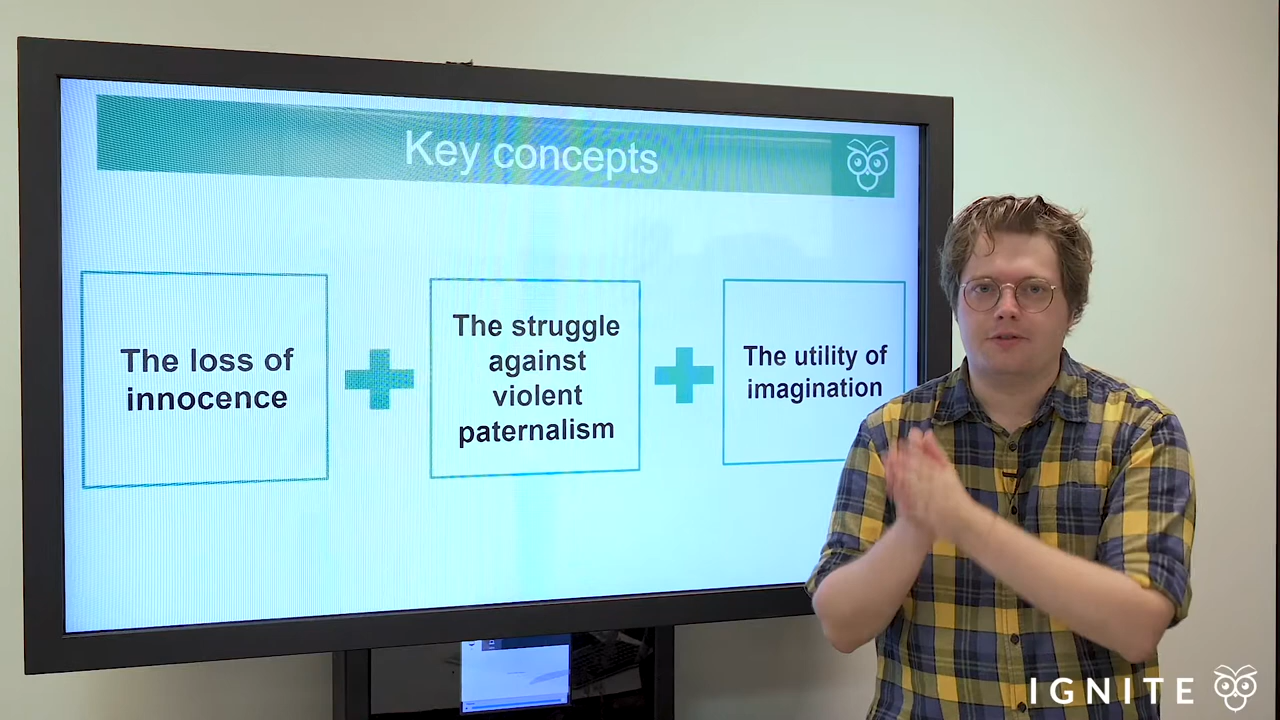 Key concepts
The loss of
innocence
The struggle
against
violent
paternalism
The utility of
imagination
IGNITE